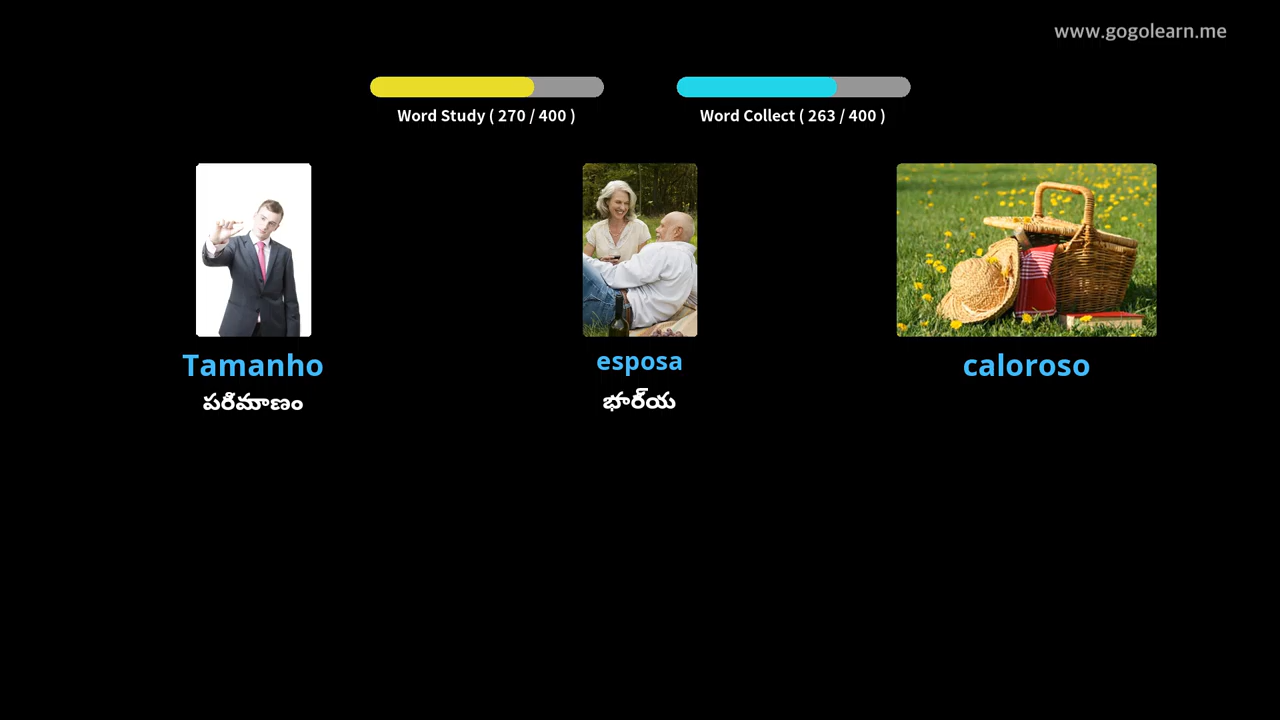 www.gogolearn.me
Word Study ( 270 / 400 )
Word Collect ( 263 / 400 )
Tamanho
పరిమాణం
esposa
భార్య
caloroso